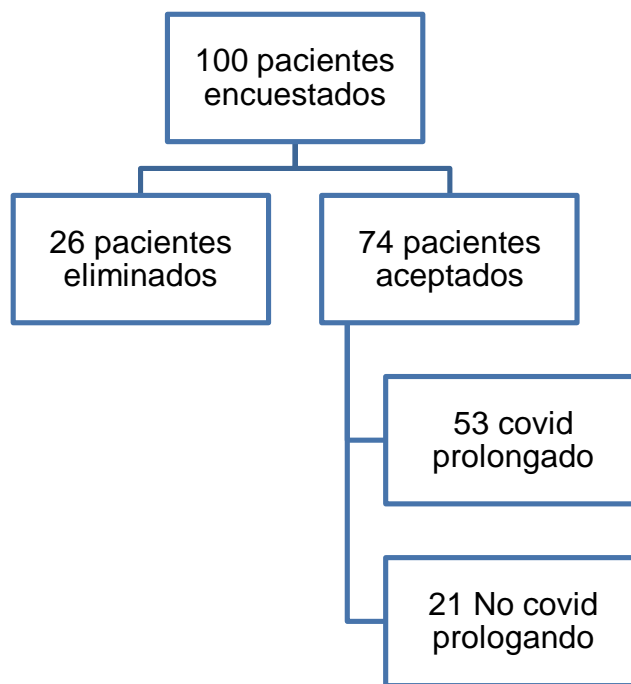 100 pacientes
encuestados
26 pacientes
eliminados
74 pacientes
aceptados
53 covid
prolongado
21 No covid
prologando